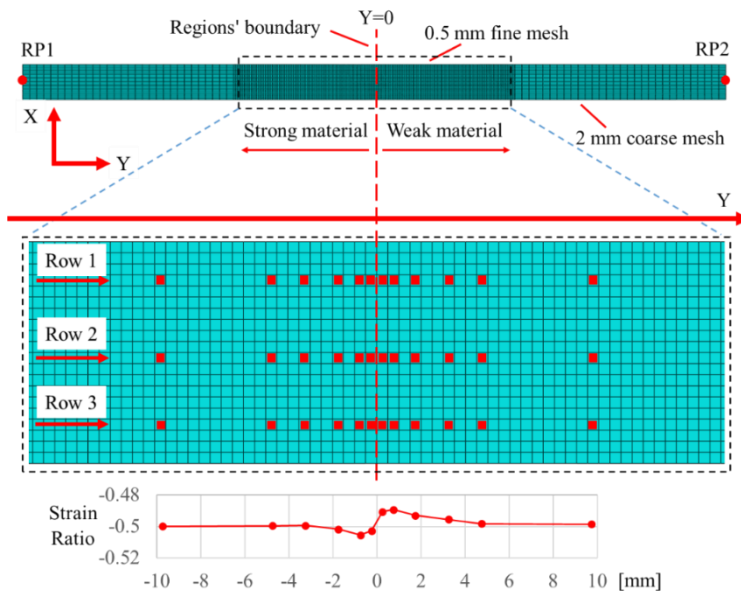 Y=0
Regions' boundary
0.5 mm fine mesh
RP1
RP2
X
Y
Strong material
Weak material
2 mm coarse mesh
Y
Row 1
Row 2
Row 3
Strain
Ratio
-0.48
-0.5
-0.52
-10 -8 -6 -4 -2 0 2 4 6 8 10 [mm]